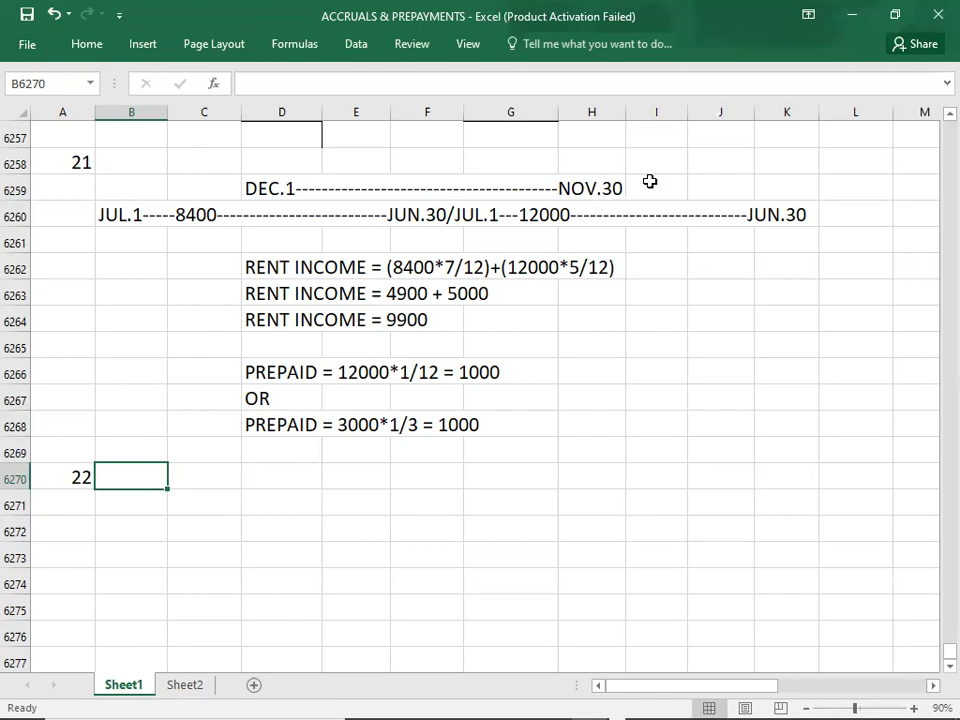 ACCRUALS & PREPAYMENTS - Excel (Product Activation Failed)
File Home Insert Page Layout Formulas Data Review View Tell me what you want to do... Share
B6270 fx
A B C D E F G H I J K L M
6257
6258 21
6259 DEC.1----------------------------------------NOV.30
6260 JUL.1-----8400--------------------------JUN.30/JUL.1---12000---------------------------JUN.30
6261
6262 RENT INCOME = (8400*7/12)+(12000*5/12)
6263 RENT INCOME = 4900 + 5000
6264 RENT INCOME = 9900
6265
6266 PREPAID = 12000*1/12 = 1000
6267 OR
6268 PREPAID = 3000*1/3 = 1000
6269
6270 22
6271
6272
6273
6274
6275
6276
6277
Sheet1 Sheet2
Ready 90%